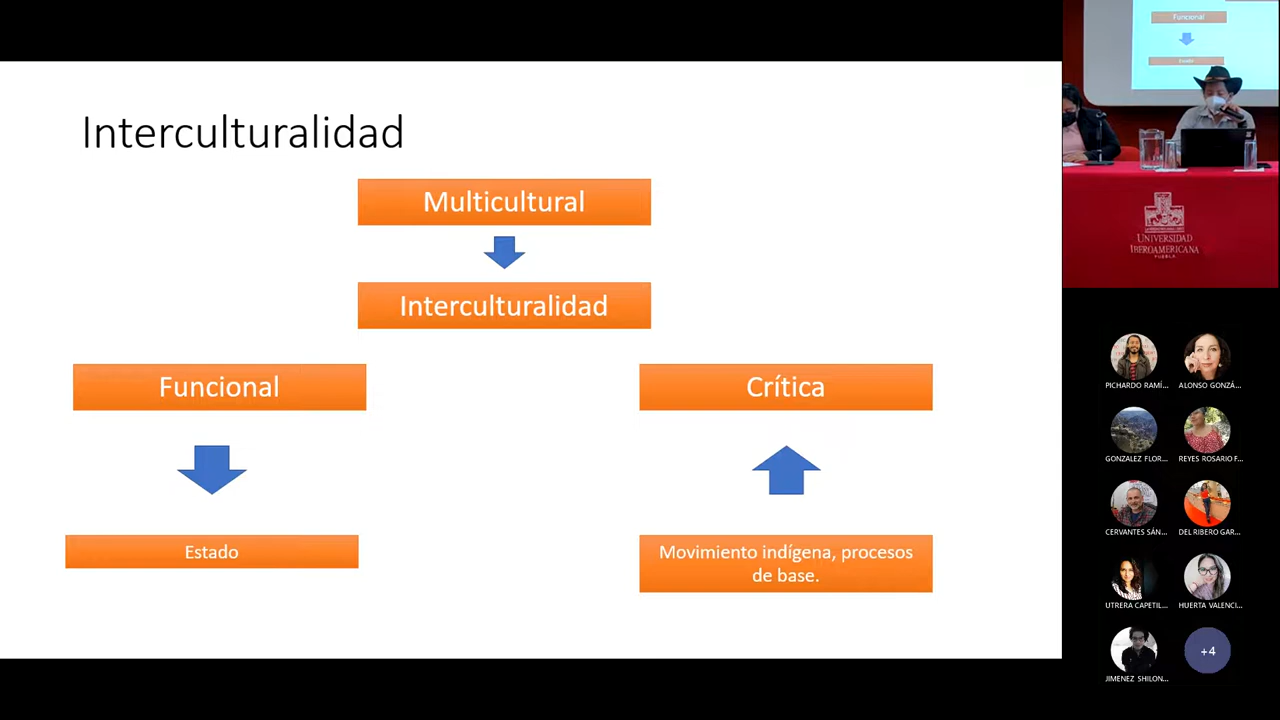 Interculturalidad
Multicultural
Interculturalidad
Funcional
Crítica
Estado
Movimiento indígena, procesos
de base.
Funcional
Estado
UNIVERSIDAD
IBEROAMERICANA
PUEBLA
PICHARDO RAMÍ...
ALONSO GONZÁ...
GONZALEZ FLOR...
REYES ROSARIO F...
CERVANTES SÁN...
DEL RIBERO GAR...
UTRERA CAPETIL...
HUERTA VALENCI...
JIMENEZ SHILON...
+4